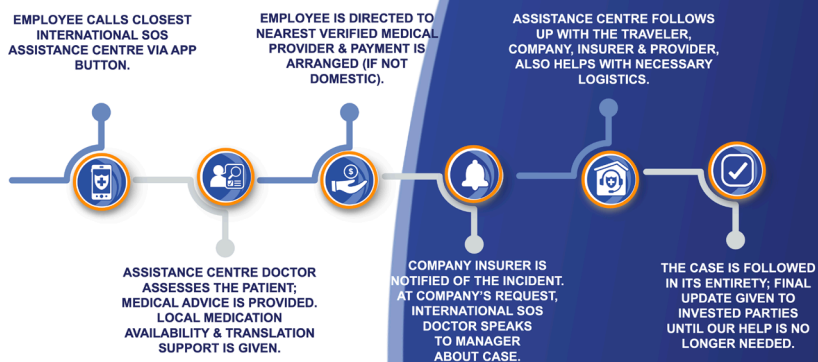 EMPLOYEE CALLS CLOSEST
INTERNATIONAL SOS
ASSISTANCE CENTRE VIA APP
BUTTON.
ASSISTANCE CENTRE DOCTOR
ASSESSES THE PATIENT;
MEDICAL ADVICE IS PROVIDED.
LOCAL MEDICATION
AVAILABILITY & TRANSLATION
SUPPORT IS GIVEN.
EMPLOYEE IS DIRECTED TO
NEAREST VERIFIED MEDICAL
PROVIDER & PAYMENT IS
ARRANGED (IF NOT
DOMESTIC).
$
COMPANY INSURER IS
NOTIFIED OF THE INCIDENT.
AT COMPANY'S REQUEST,
INTERNATIONAL SOS
DOCTOR SPEAKS
TO MANAGER
ABOUT CASE.
ASSISTANCE CENTRE FOLLOWS
UP WITH THE TRAVELER,
COMPANY, INSURER & PROVIDER,
ALSO HELPS WITH NECESSARY
LOGISTICS.
THE CASE IS FOLLOWED
IN ITS ENTIRETY; FINAL
UPDATE GIVEN TO
INVESTED PARTIES
UNTIL OUR HELP IS NO
LONGER NEEDED.